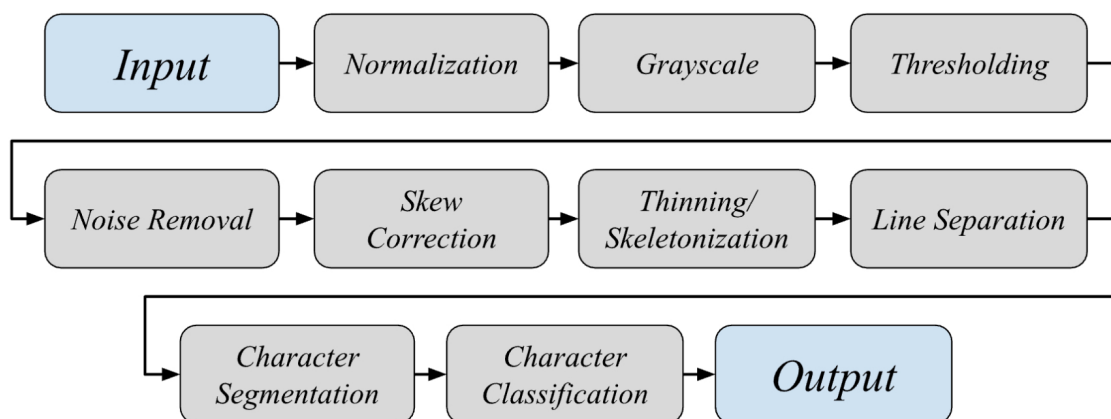 Input
Normalization
Grayscale
Thresholding
Noise Removal
Skew
Correction
Thinning/
Skeletonization
Line Separation
Character
Segmentation
Character
Classification
Output